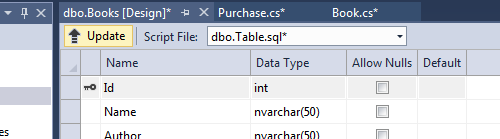 dbo.Books [Design]* Purchase.cs* Book.cs*
Update Script File: dbo.Table.sql*
Name Data Type Allow Nulls Default
Id int
Name nvarchar(50)
Author nvarchar(50)